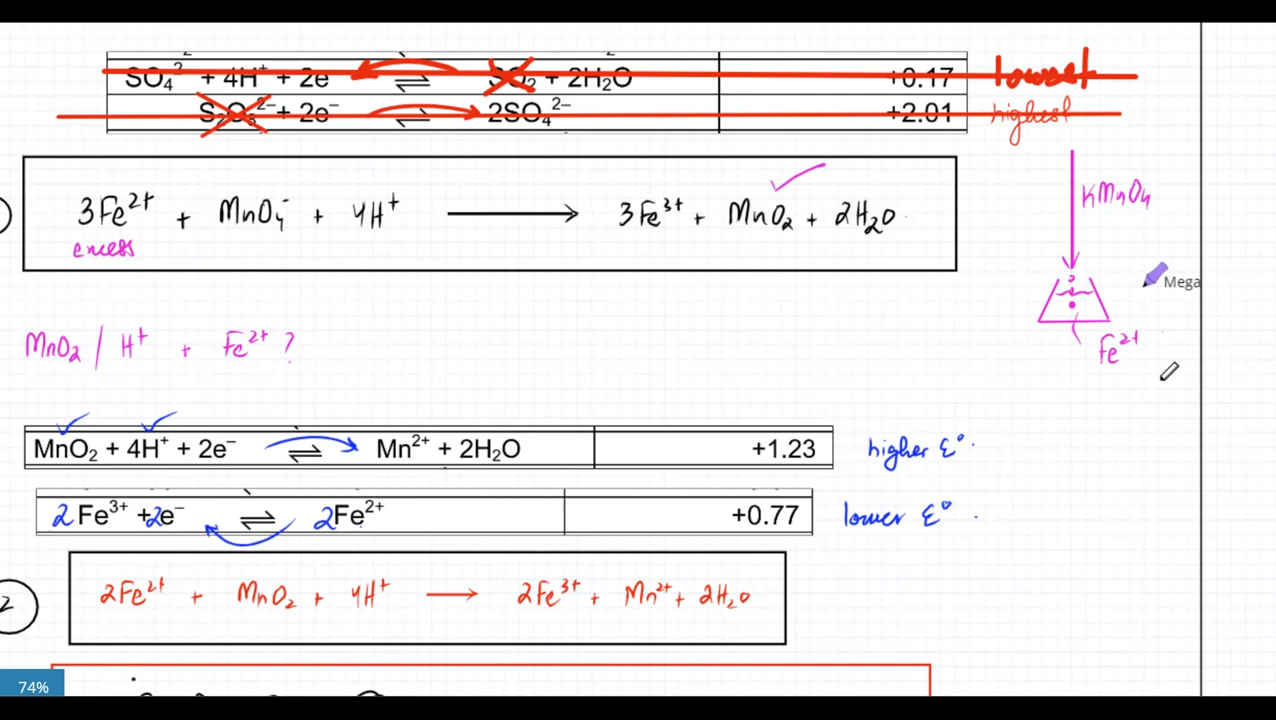 SO₄²⁻ + 4H⁺ + 2e⁻ ⇌ SO₂ + 2H₂O +0.17 lowest
S₂O₈²⁻ + 2e⁻ ⇌ 2SO₄²⁻ +2.01 highest
3Fe²⁺ + MnO₄⁻ + 4H⁺ → 3Fe³⁺ + MnO₂ + 2H₂O
excess
KMnO₄
Mega
Fe²⁺
MnO₂ / H⁺ + Fe²⁺ ?
MnO₂ + 4H⁺ + 2e⁻ ⇌ Mn²⁺ + 2H₂O +1.23 higher ε°.
2Fe³⁺ + 2e⁻ ⇌ 2Fe²⁺ +0.77 lower ε°.
2
2Fe²⁺ + MnO₂ + 4H⁺ → 2Fe³⁺ + Mn²⁺ + 2H₂O
74%